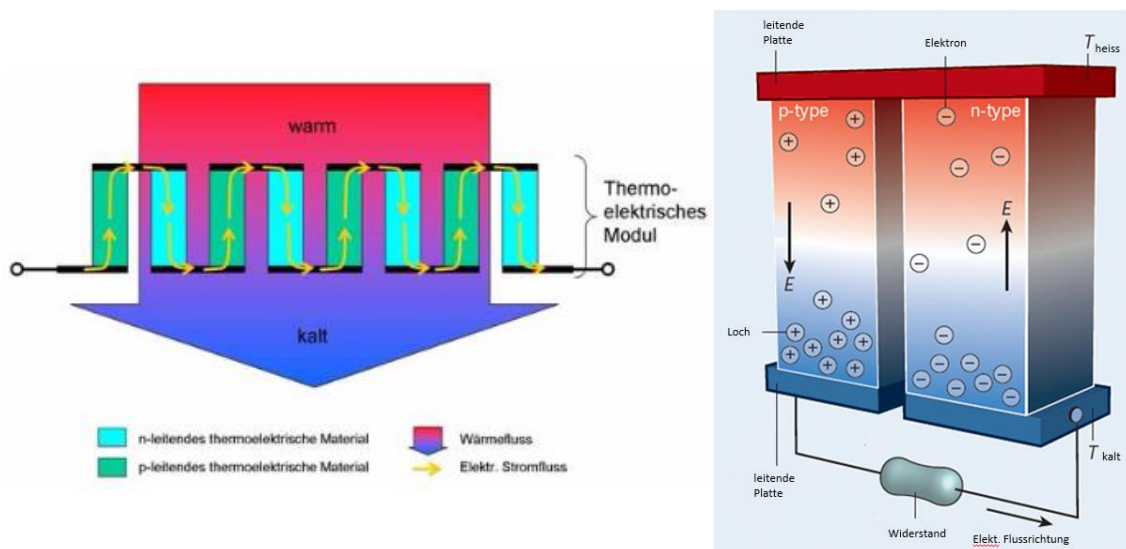 warm
kalt
Thermo-
elektrisches
Modul
n-leitendes thermoelektrische Material
p-leitendes thermoelektrische Material
Wärmefluss
Elektr. Stromfluss
leitende
Platte
Elektron
T heiss
p-type
n-type
E
E
Loch
T kalt
leitende
Platte
Widerstand
Elekt. Flussrichtung